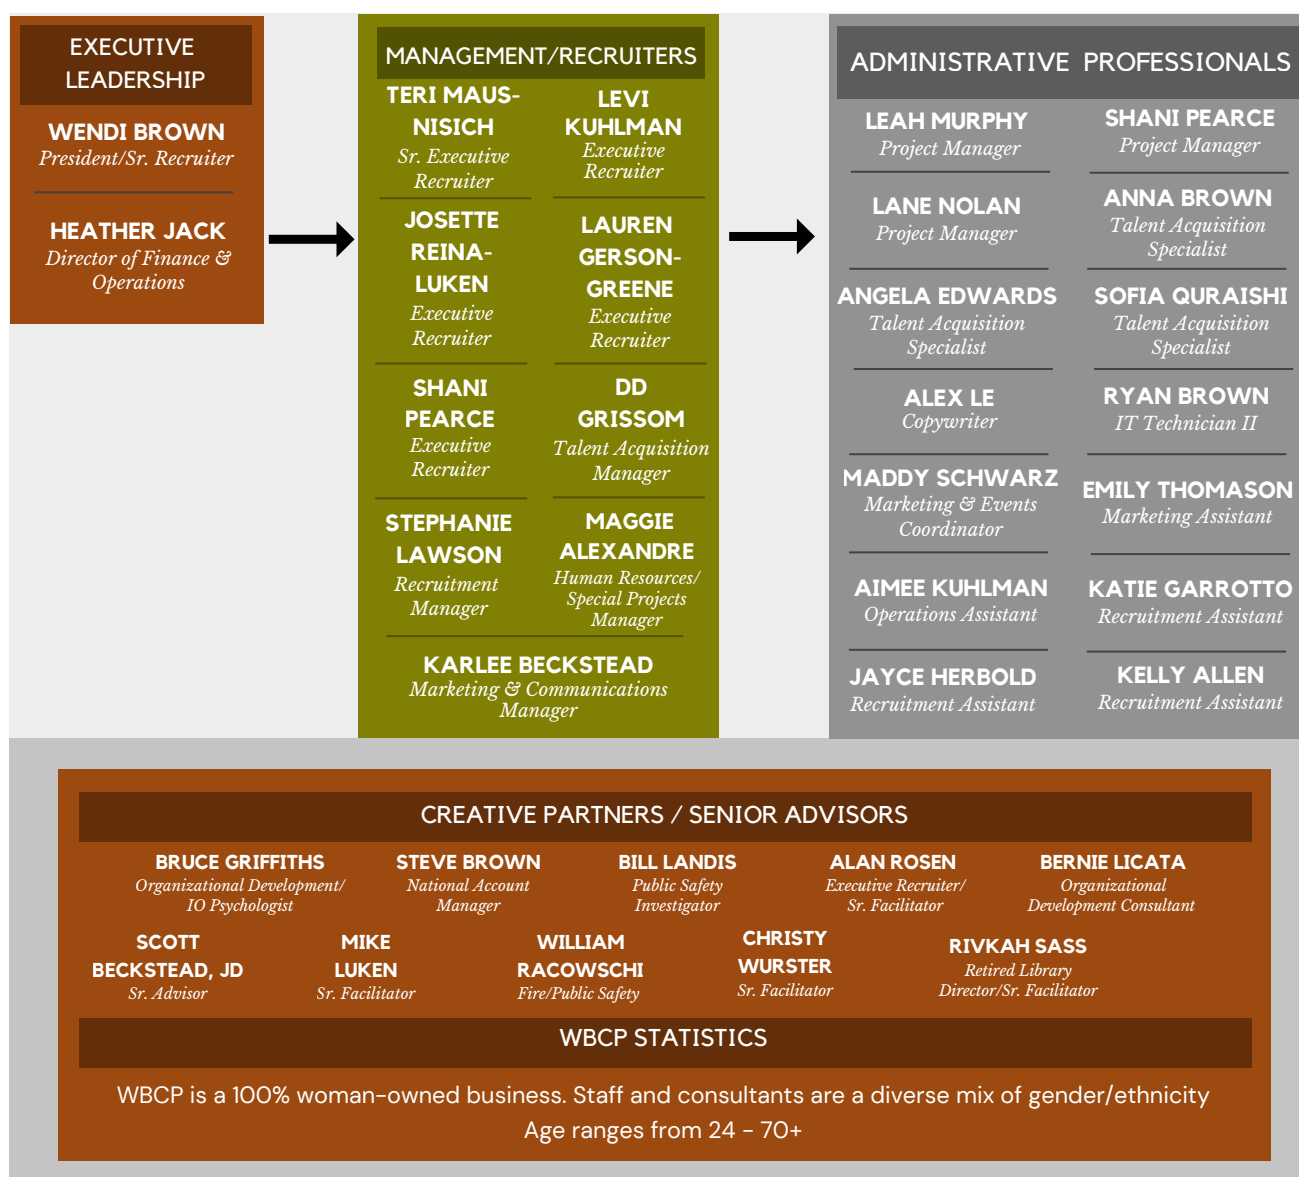 EXECUTIVE
LEADERSHIP
WENDI BROWN
President/Sr. Recruiter
HEATHER JACK
Director of Finance &
Operations
MANAGEMENT/RECRUITERS
TERI MAUS-
NISICH
Sr. Executive
Recruiter
LEVI
KUHLMAN
Executive
Recruiter
JOSETTE
REINA-
LUKEN
Executive
Recruiter
LAUREN
GERSON-
GREENE
Executive
Recruiter
SHANI
PEARCE
Executive
Recruiter
DD
GRISSOM
Talent Acquisition
Manager
STEPHANIE
LAWSON
Recruitment
Manager
MAGGIE
ALEXANDRE
Human Resources/
Special Projects
Manager
KARLEE BECKSTEAD
Marketing & Communications
Manager
ADMINISTRATIVE PROFESSIONALS
LEAH MURPHY
Project Manager
SHANI PEARCE
Project Manager
LANE NOLAN
Project Manager
ANNA BROWN
Talent Acquisition
Specialist
ANGELA EDWARDS
Talent Acquisition
Specialist
SOFIA QURAISHI
Talent Acquisition
Specialist
ALEX LE
Copywriter
RYAN BROWN
IT Technician II
MADDY SCHWARZ
Marketing & Events
Coordinator
EMILY THOMASON
Marketing Assistant
AIMEE KUHLMAN
Operations Assistant
KATIE GARROTTO
Recruitment Assistant
JAYCE HERBOLD
Recruitment Assistant
KELLY ALLEN
Recruitment Assistant
CREATIVE PARTNERS / SENIOR ADVISORS
BRUCE GRIFFITHS
Organizational Development/
IO Psychologist
STEVE BROWN
National Account
Manager
BILL LANDIS
Public Safety
Investigator
ALAN ROSEN
Executive Recruiter/
Sr. Facilitator
BERNIE LICATA
Organizational
Development Consultant
SCOTT
BECKSTEAD, JD
Sr. Advisor
MIKE
LUKEN
Sr. Facilitator
WILLIAM
RACOWSCHI
Fire/Public Safety
CHRISTY
WURSTER
Sr. Facilitator
RIVKAH SASS
Retired Library
Director/Sr. Facilitator
WBCP STATISTICS
WBCP is a 100% woman-owned business. Staff and consultants are a diverse mix of gender/ethnicity
Age ranges from 24 - 70+